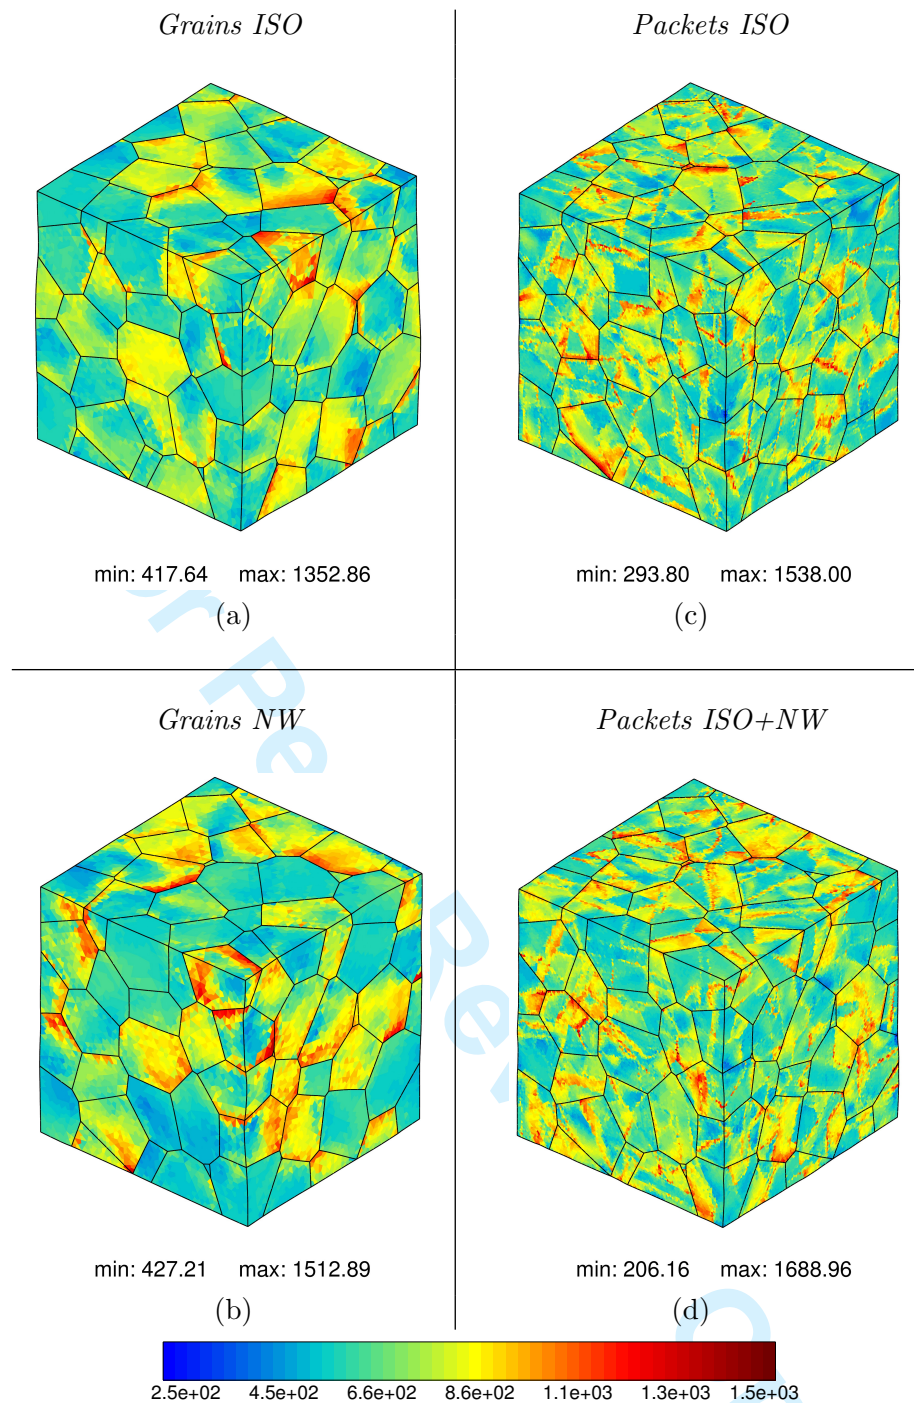 Grains ISO
Packets ISO
min: 417.64 max: 1352.86
min: 293.80 max: 1538.00
(a)
(c)
Grains NW
Packets ISO+NW
min: 427.21 max: 1512.89
min: 206.16 max: 1688.96
(b)
(d)
2.5e+02 4.5e+02 6.6e+02 8.6e+02 1.1e+03 1.3e+03 1.5e+03